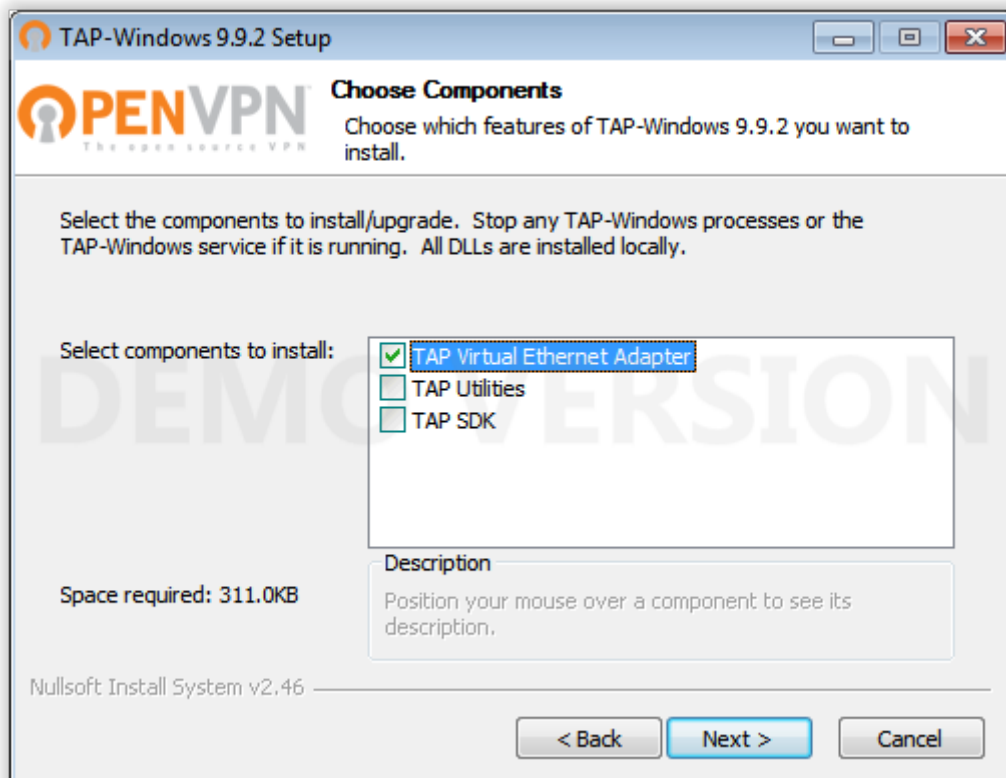 TAP-Windows 9.9.2 Setup
OPENVPN
The open source VPN
Choose Components
Choose which features of TAP-Windows 9.9.2 you want to
install.
Select the components to install/upgrade.  Stop any TAP-Windows processes or the
TAP-Windows service if it is running.  All DLLs are installed locally.
Select components to install:
TAP Virtual Ethernet Adapter
TAP Utilities
TAP SDK
DEMO VERSION
Space required: 311.0KB
Description
Position your mouse over a component to see its
description.
Nullsoft Install System v2.46
< Back
Next >
Cancel